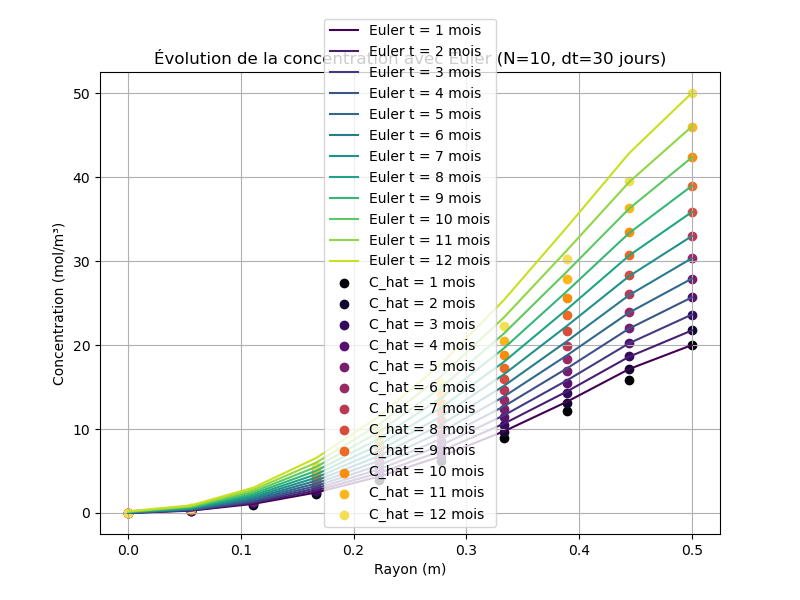 Évolution de la concentration avec Euler (N=10, dt=30 jours)
Euler t = 1 mois
Euler t = 2 mois
Euler t = 3 mois
Euler t = 4 mois
Euler t = 5 mois
Euler t = 6 mois
Euler t = 7 mois
Euler t = 8 mois
Euler t = 9 mois
Euler t = 10 mois
Euler t = 11 mois
Euler t = 12 mois
C_hat = 1 mois
C_hat = 2 mois
C_hat = 3 mois
C_hat = 4 mois
C_hat = 5 mois
C_hat = 6 mois
C_hat = 7 mois
C_hat = 8 mois
C_hat = 9 mois
C_hat = 10 mois
C_hat = 11 mois
C_hat = 12 mois
Concentration (mol/m³)
50
40
30
20
10
0
0.0 0.1 0.2 0.3 0.4 0.5
Rayon (m)